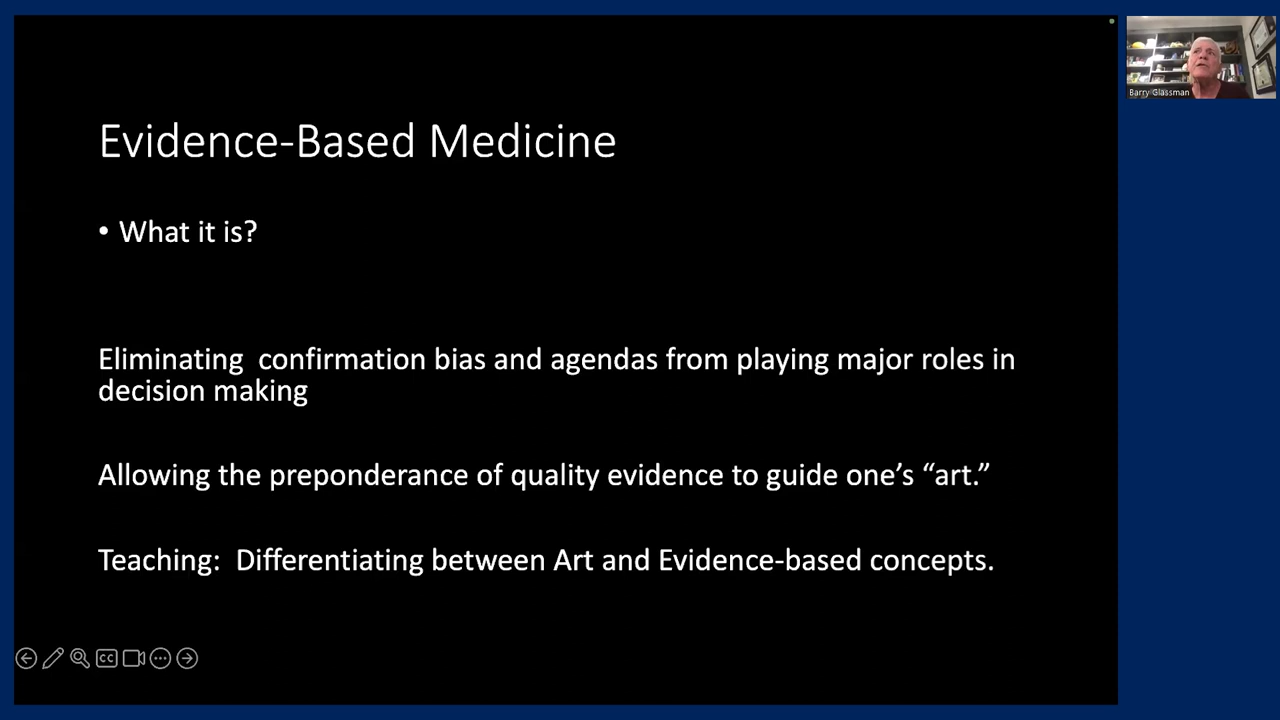 Evidence-Based Medicine
• What it is?
Eliminating  confirmation bias and agendas from playing major roles in
decision making
Allowing the preponderance of quality evidence to guide one’s “art.”
Teaching:  Differentiating between Art and Evidence-based concepts.
CC
Barry Glassman